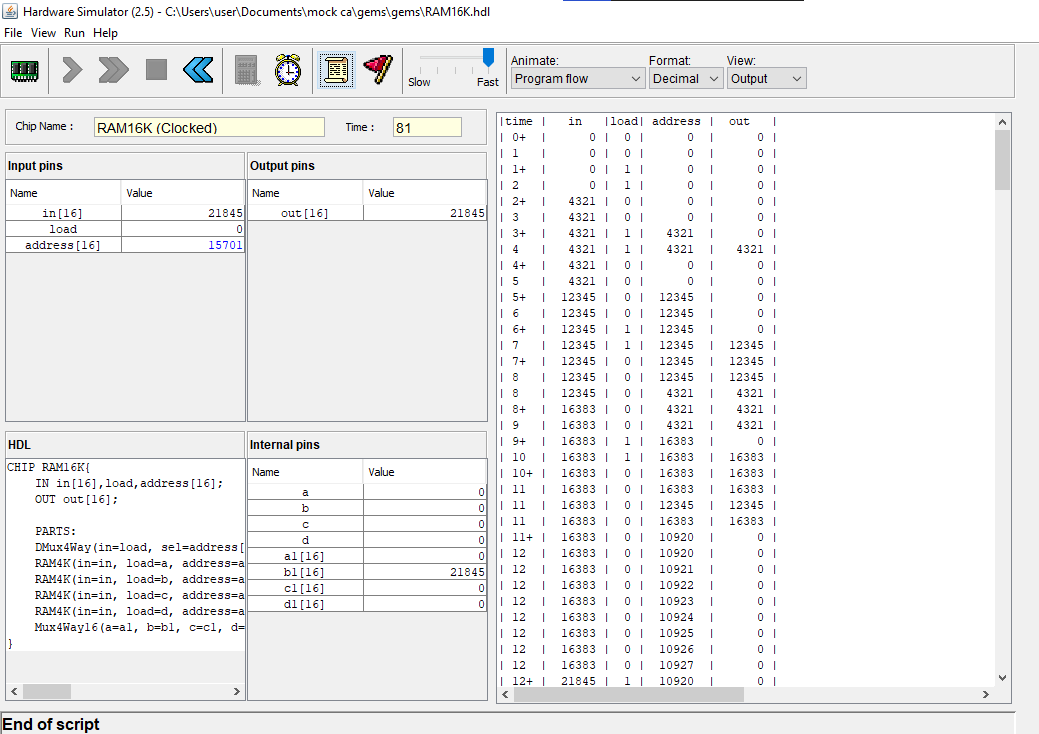 Hardware Simulator (2.5) - C:\Users\user\Documents\mock ca\gems\gems\RAM16K.hdl
File View Run Help
Slow Fast
Animate: Format: View:
Program flow Decimal Output
Chip Name : RAM16K (Clocked) Time : 81
Input pins
Name Value
in[16] 21845
load 0
address[16] 15701
Output pins
Name Value
out[16] 21845
HDL
CHIP RAM16K{
IN in[16],load,address[16];
OUT out[16];
PARTS:
DMux4Way(in=load, sel=address[
RAM4K(in=in, load=a, address=a
RAM4K(in=in, load=b, address=a
RAM4K(in=in, load=c, address=a
RAM4K(in=in, load=d, address=a
Mux4Way16(a=a1, b=b1, c=c1, d=
}
Internal pins
Name Value
a 0
b 0
c 0
d 0
a1[16] 0
b1[16] 21845
c1[16] 0
d1[16] 0
|time | in |load| address | out |
| 0+ | 0 | 0 | 0 | 0 |
| 1 | 0 | 0 | 0 | 0 |
| 1+ | 0 | 1 | 0 | 0 |
| 2 | 0 | 1 | 0 | 0 |
| 2+ | 4321 | 0 | 0 | 0 |
| 3 | 4321 | 0 | 0 | 0 |
| 3+ | 4321 | 1 | 4321 | 0 |
| 4 | 4321 | 1 | 4321 | 4321 |
| 4+ | 4321 | 0 | 0 | 0 |
| 5 | 4321 | 0 | 0 | 0 |
| 5+ | 12345 | 0 | 12345 | 0 |
| 6 | 12345 | 0 | 12345 | 0 |
| 6+ | 12345 | 1 | 12345 | 0 |
| 7 | 12345 | 1 | 12345 | 12345 |
| 7+ | 12345 | 0 | 12345 | 12345 |
| 8 | 12345 | 0 | 12345 | 12345 |
| 8 | 12345 | 0 | 4321 | 4321 |
| 8+ | 16383 | 0 | 4321 | 4321 |
| 9 | 16383 | 0 | 4321 | 4321 |
| 9+ | 16383 | 1 | 16383 | 0 |
| 10 | 16383 | 1 | 16383 | 16383 |
| 10+ | 16383 | 0 | 16383 | 16383 |
| 11 | 16383 | 0 | 16383 | 16383 |
| 11 | 16383 | 0 | 12345 | 12345 |
| 11 | 16383 | 0 | 16383 | 16383 |
| 11+ | 16383 | 0 | 10920 | 0 |
| 12 | 16383 | 0 | 10920 | 0 |
| 12 | 16383 | 0 | 10921 | 0 |
| 12 | 16383 | 0 | 10922 | 0 |
| 12 | 16383 | 0 | 10923 | 0 |
| 12 | 16383 | 0 | 10924 | 0 |
| 12 | 16383 | 0 | 10925 | 0 |
| 12 | 16383 | 0 | 10926 | 0 |
| 12 | 16383 | 0 | 10927 | 0 |
| 12+ | 21845 | 1 | 10920 | 0 |
End of script